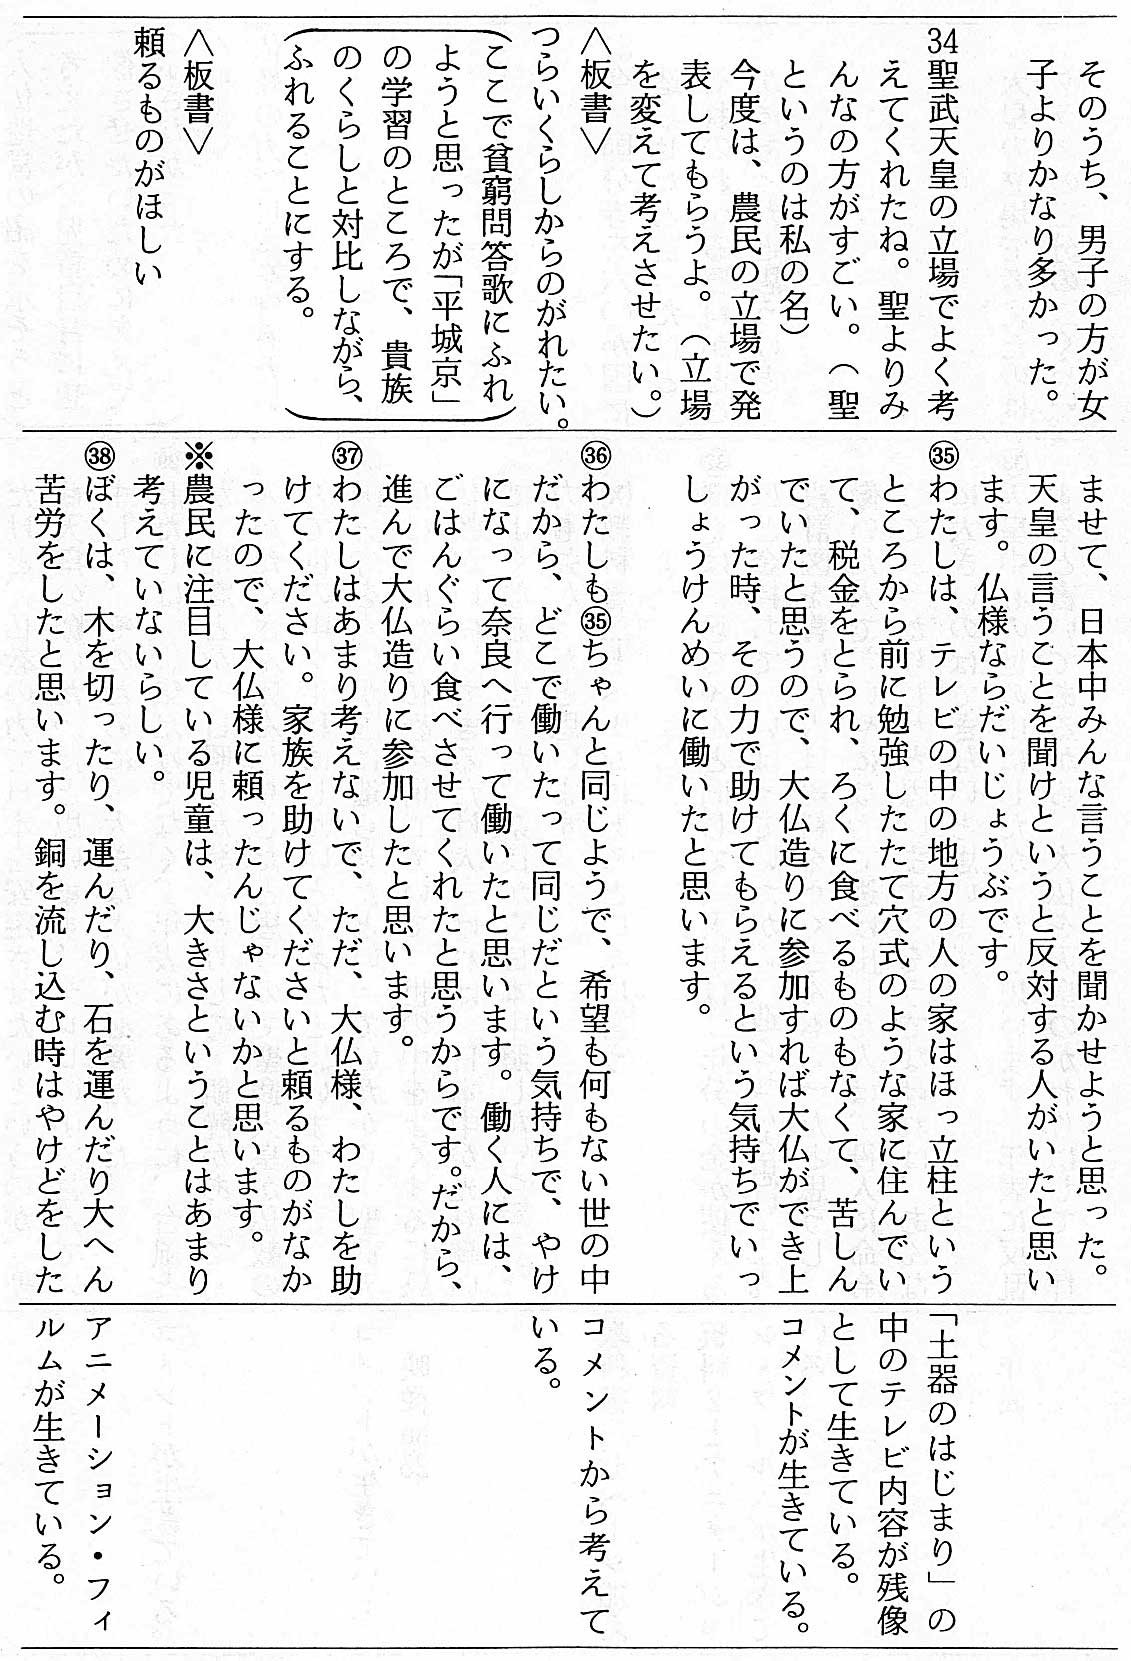 そのうち、男子の方が女
子よりかなり多かった。
34聖武天皇の立場でよく考
えてくれたね。聖よりみ
んなの方がすごい。（聖
というのは私の名）
今度は、農民の立場で発
表してもらうよ。（立場
を変えて考えさせたい。）
＜板書＞
つらいくらしからのがれたい。
（ここで貧窮問答歌にふれ
ようと思ったが「平城京」
の学習のところで、貴族
のくらしと対比しながら、
ふれることにする。）
＜板書＞
頼るものがほしい
ませて、日本中みんな言うことを聞かせようと思った。
天皇の言うことを聞けというと反対する人がいたと思い
ます。仏様ならだいじょうぶです。
㉟わたしは、テレビの中の地方の人の家はほっ立柱という
ところから前に勉強したたて穴式のような家に住んでい
て、税金をとられ、ろくに食べるものもなくて、苦しん
でいたと思うので、大仏造りに参加すれば大仏ができ上
がった時、その力で助けてもらえるという気持ちでいっ
しょうけんめいに働いたと思います。
㊱わたしも㉟ちゃんと同じようで、希望も何もない世の中
だから、どこで働いたって同じだという気持ちで、やけ
になって奈良へ行って働いたと思います。働く人には、
ごはんぐらい食べさせてくれたと思うからです。だから、
進んで大仏造りに参加したと思います。
㊲わたしはあまり考えないで、ただ、大仏様、わたしを助
けてください。家族を助けてくださいと頼るものがなか
ったので、大仏様に頼ったんじゃないかと思います。
※農民に注目している児童は、大きさということはあまり
考えていないらしい。
㊳ぼくは、木を切ったり、運んだり、石を運んだり大へん
苦労をしたと思います。銅を流し込む時はやけどをした
「土器のはじまり」の
中のテレビ内容が残像
として生きている。
コメントが生きている。
コメントから考えて
いる。
アニメーション・フィ
ルムが生きている。